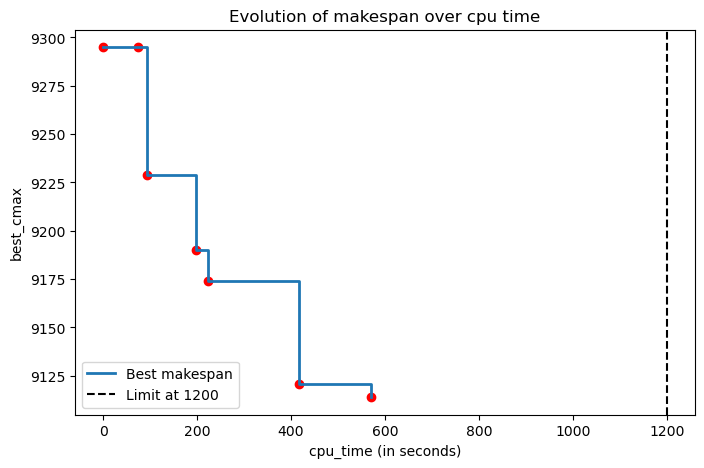 Evolution of makespan over cpu time
best_cmax
9300
9275
9250
9225
9200
9175
9150
9125
Best makespan
Limit at 1200
0 200 400 600 800 1000 1200
cpu_time (in seconds)